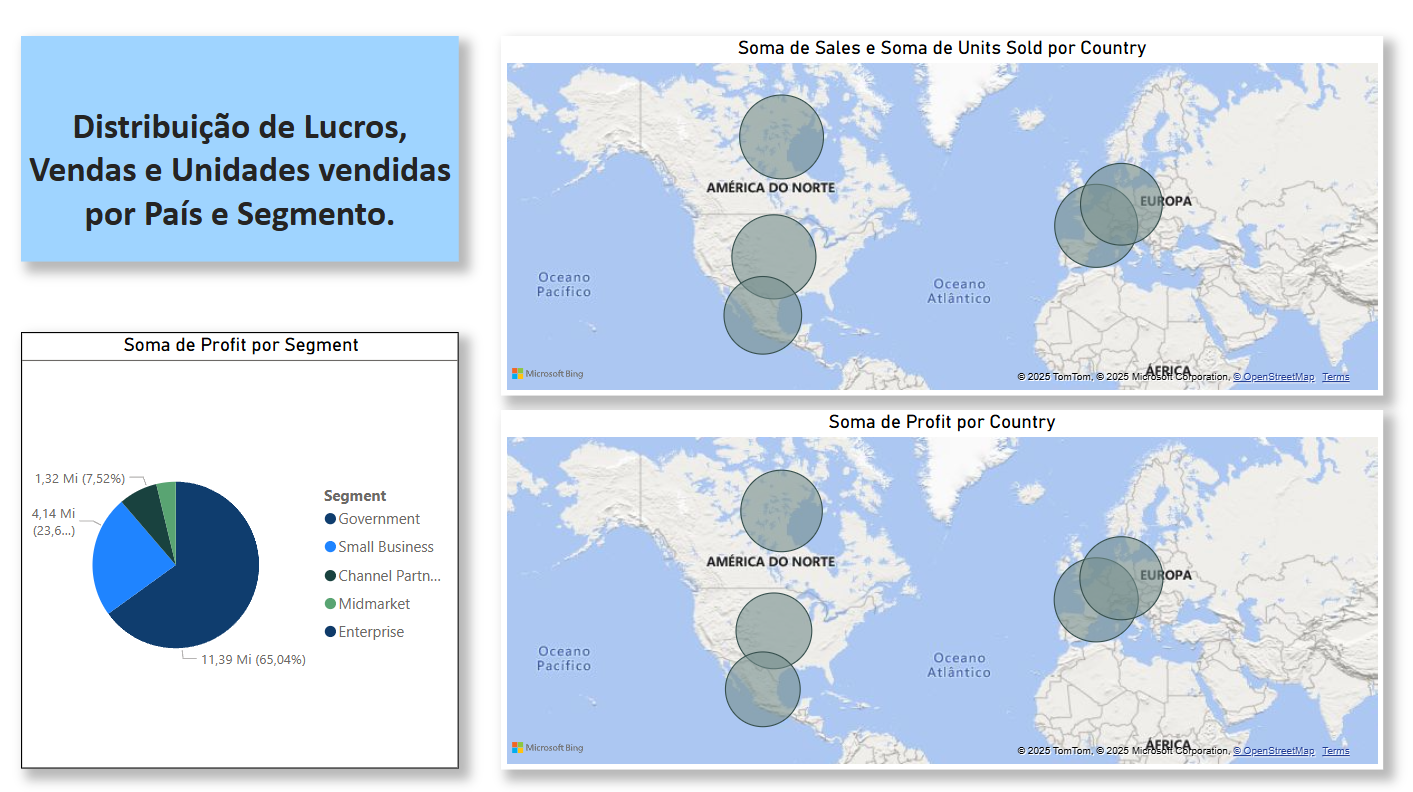 Distribuição de Lucros,
Vendas e Unidades vendidas
por País e Segmento.
Soma de Profit por Segment
1,32 Mi (7,52%)
4,14 Mi
(23,6...)
11,39 Mi (65,04%)
Segment
Government
Small Business
Channel Partn...
Midmarket
Enterprise
Soma de Sales e Soma de Units Sold por Country
AMÉRICA DO NORTE
EUROPA
Oceano
Pacífico
Oceano
Atlântico
ÁFRICA
Microsoft Bing
© 2025 TomTom, © 2025 Microsoft Corporation, © OpenStreetMap Terms
Soma de Profit por Country
AMÉRICA DO NORTE
EUROPA
Oceano
Pacífico
Oceano
Atlântico
ÁFRICA
Microsoft Bing
© 2025 TomTom, © 2025 Microsoft Corporation, © OpenStreetMap Terms